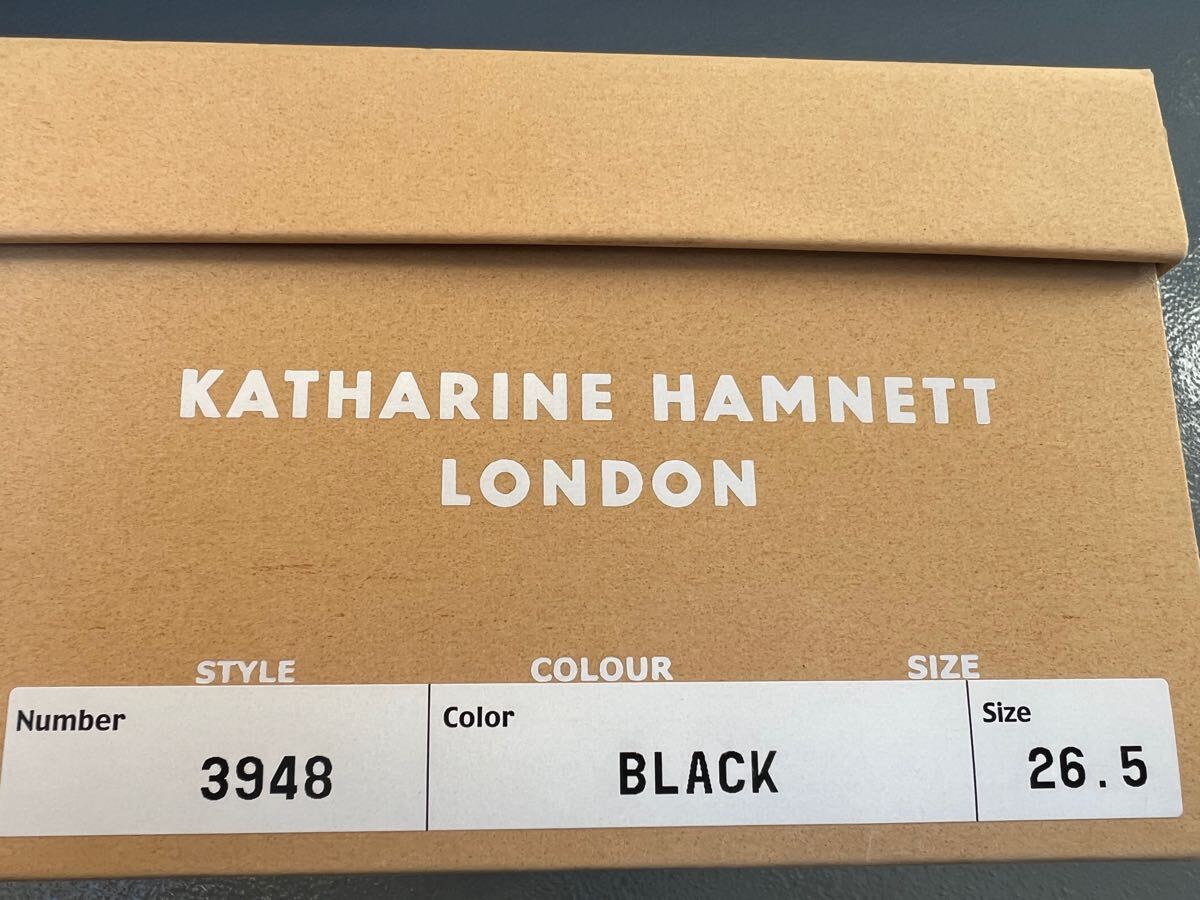 KATHARINE HAMNETT
LONDON
STYLE COLOUR SIZE
Number Color Size
3948 BLACK 26.5